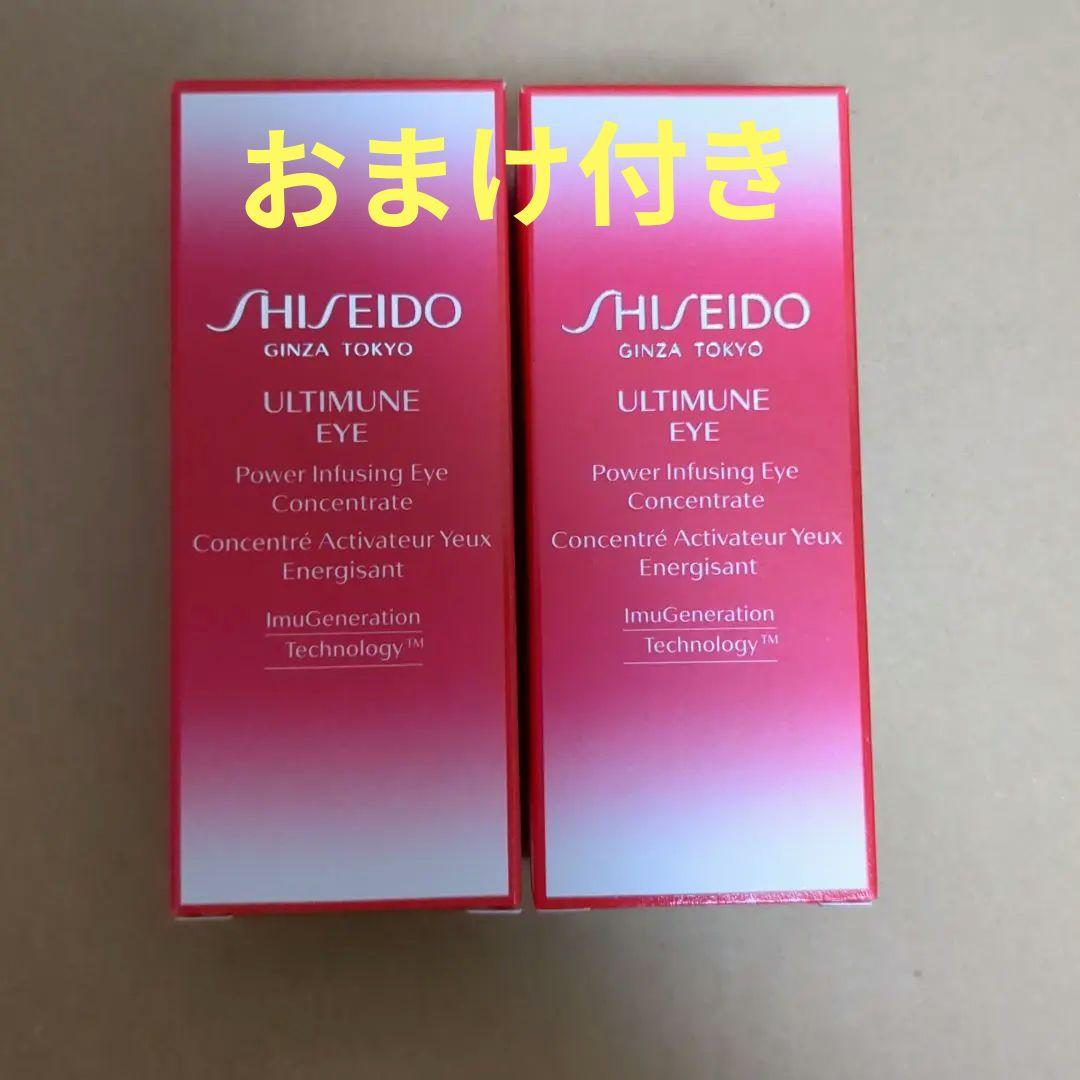 おまけ付き
SHISEIDO
GINZA TOKYO
ULTIMUNE
EYE
Power Infusing Eye
Concentrate
Concentré Activateur Yeux
Energisant
ImuGeneration
Technology™
SHISEIDO
GINZA TOKYO
ULTIMUNE
EYE
Power Infusing Eye
Concentrate
Concentré Activateur Yeux
Energisant
ImuGeneration
Technology™